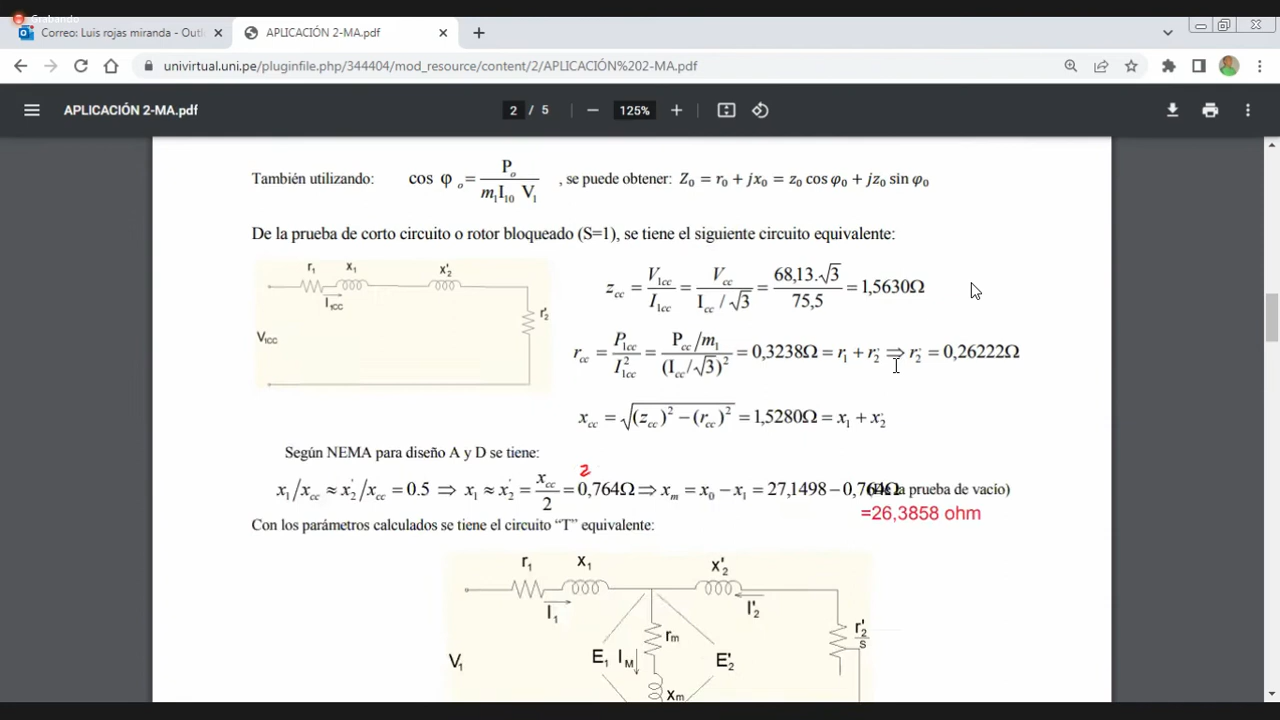 Grabando
Correo: Luis rojas miranda - Outl
APLICACIÓN 2-MA.pdf
univirtual.uni.pe/pluginfile.php/344404/mod_resource/content/2/APLICACIÓN%202-MA.pdf
APLICACIÓN 2-MA.pdf
2 / 5
125%
También utilizando: cos φ₀ = P₀ / m₁I₁₀ V₁ , se puede obtener: Z₀ = r₀ + jx₀ = z₀ cos φ₀ + jz₀ sin φ₀
De la prueba de corto circuito o rotor bloqueado (S=1), se tiene el siguiente circuito equivalente:
r₁ x₁ x'₂
I₁CC
r'₂
V₁CC
z_cc = V₁cc / I₁cc = V_cc / I_cc / √3 = 68,13.√3 / 75,5 = 1,5630Ω
r_cc = P₁cc / I²₁cc = P_cc/m₁ / (I_cc/√3)² = 0,3238Ω = r₁ + r₂' ⇒ r₂' = 0,26222Ω
x_cc = √(z_cc)² − (r_cc)² = 1,5280Ω = x₁ + x₂'
Según NEMA para diseño A y D se tiene:
2
x₁/x_cc ≈ x₂'/x_cc = 0.5 ⇒ x₁ ≈ x₂' = x_cc / 2 = 0,764Ω ⇒ x_m = x₀ − x₁ = 27,1498 − 0,764Ω la prueba de vacío)
=26,3858 ohm
Con los parámetros calculados se tiene el circuito “T” equivalente:
r₁ x₁ x'₂
I₁ I'₂
r'₂ / s
r_m
V₁ E₁ I_M E'₂
x_m